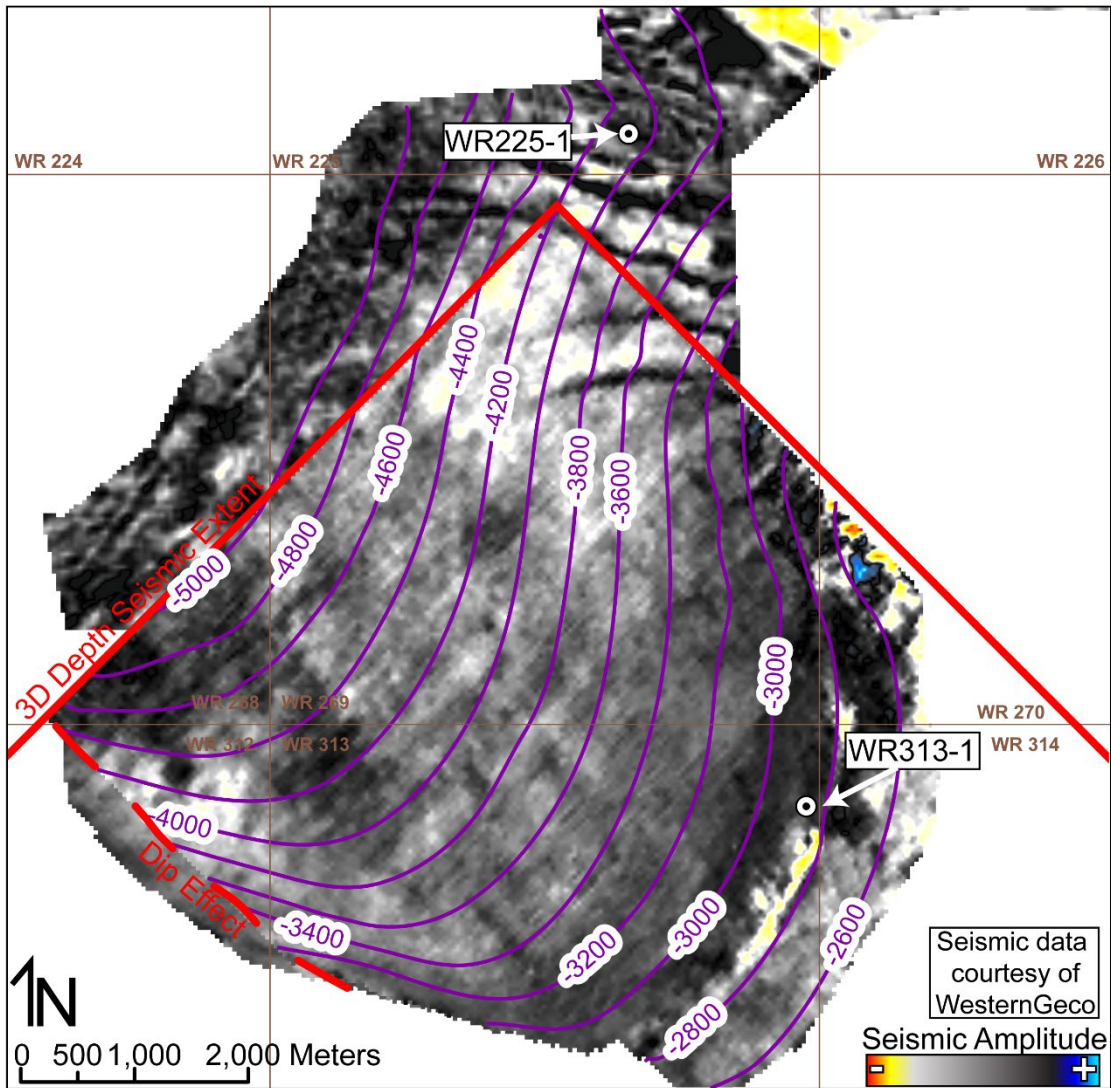 WR225-1
WR 224
WR 225
WR 226
-4400
-4200
-4600
-3800
-3600
-4800
-5000
3D Depth Seismic Extent
-3000
WR 268
WR 269
WR 270
WR 312
WR 313
WR 314
WR313-1
-4000
Dip Effect
-3400
-3200
-3000
-2600
-2800
Seismic data
courtesy of
WesternGeco
N
0 500 1,000 2,000 Meters
Seismic Amplitude
- +